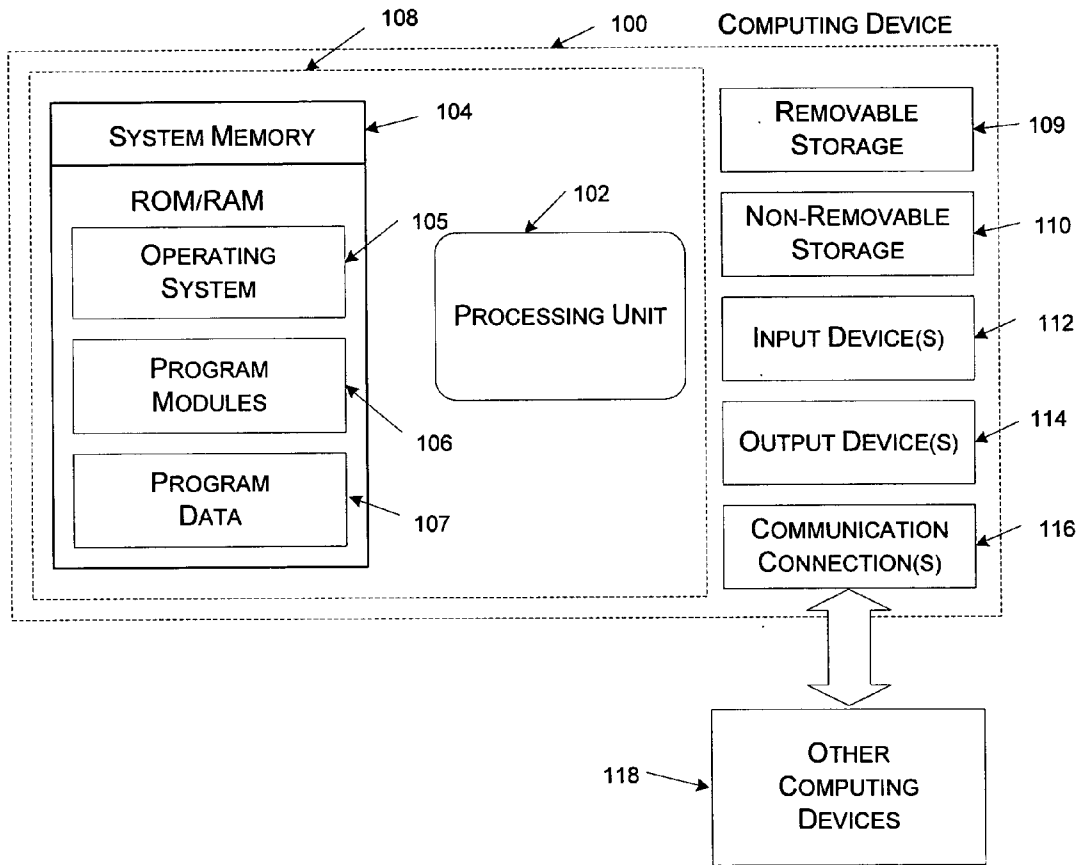 108
100
COMPUTING DEVICE
SYSTEM MEMORY
104
ROM/RAM
105
OPERATING
SYSTEM
PROGRAM
MODULES
106
PROGRAM
DATA
107
102
PROCESSING UNIT
REMOVABLE
STORAGE
109
NON-REMOVABLE
STORAGE
110
INPUT DEVICE(S)
112
OUTPUT DEVICE(S)
114
COMMUNICATION
CONNECTION(S)
116
118
OTHER
COMPUTING
DEVICES